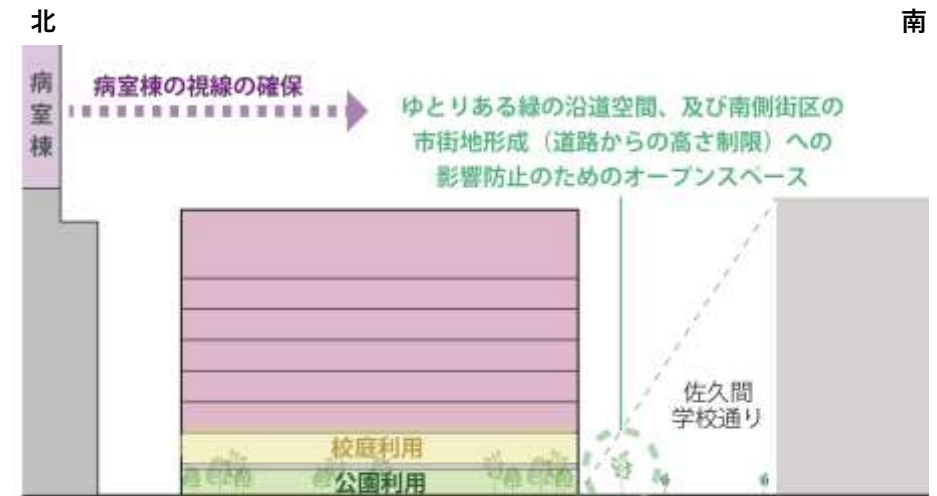 北
南
病室棟
病室棟の視線の確保
ゆとりある緑の沿道空間、及び南側街区の
市街地形成（道路からの高さ制限）への
影響防止のためのオープンスペース
佐久間
学校通り
校庭利用
公園利用